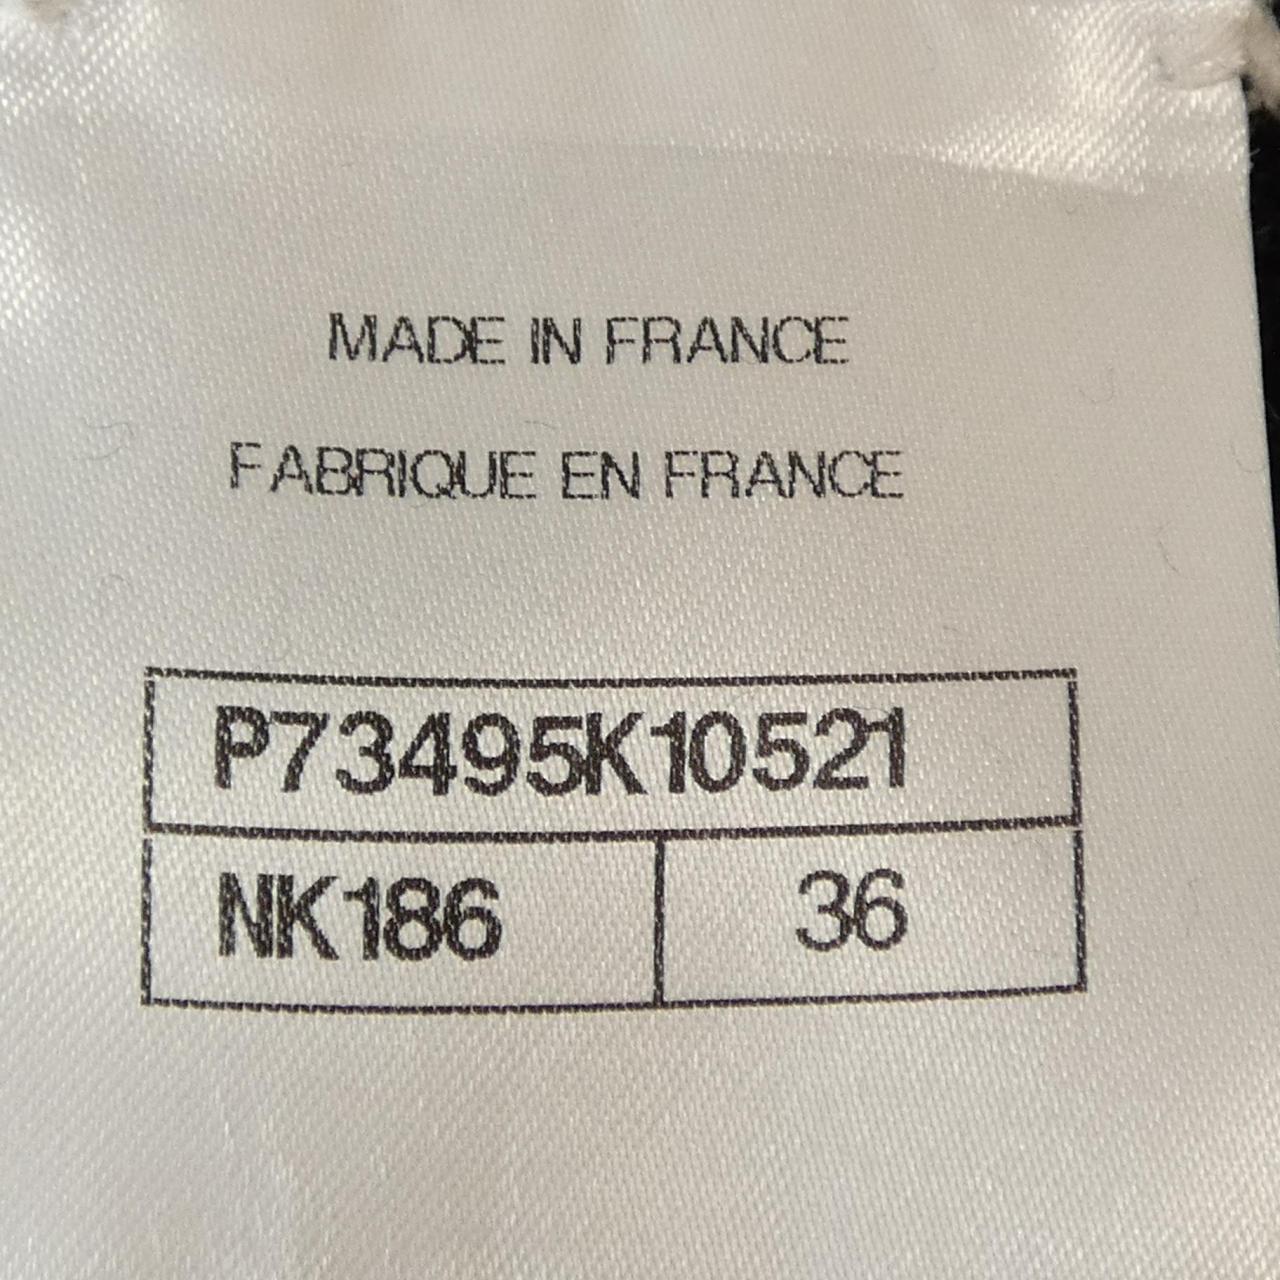 MADE IN FRANCE
FABRIQUE EN FRANCE
P73495K10521
NK186 36